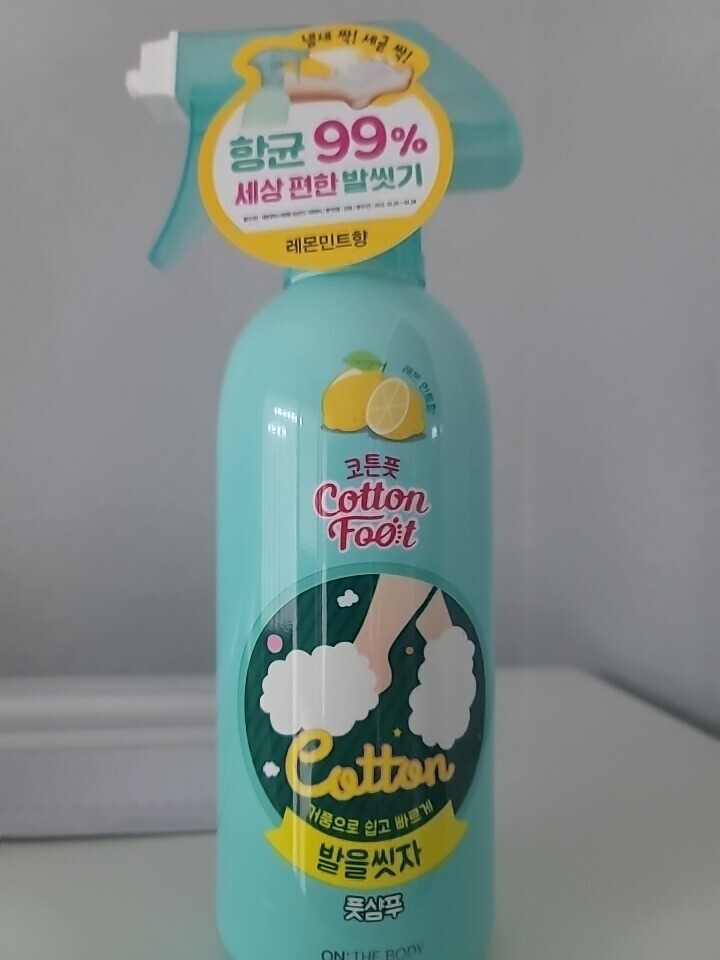 냄새 싹! 세균 싹!
항균 99%
세상 편한 발씻기
레몬민트향
레몬 민트향
코튼풋
Cotton
Foot
Cotton
거품으로 쉽고 빠르게
발을씻자
풋샴푸
ON: THE BODY